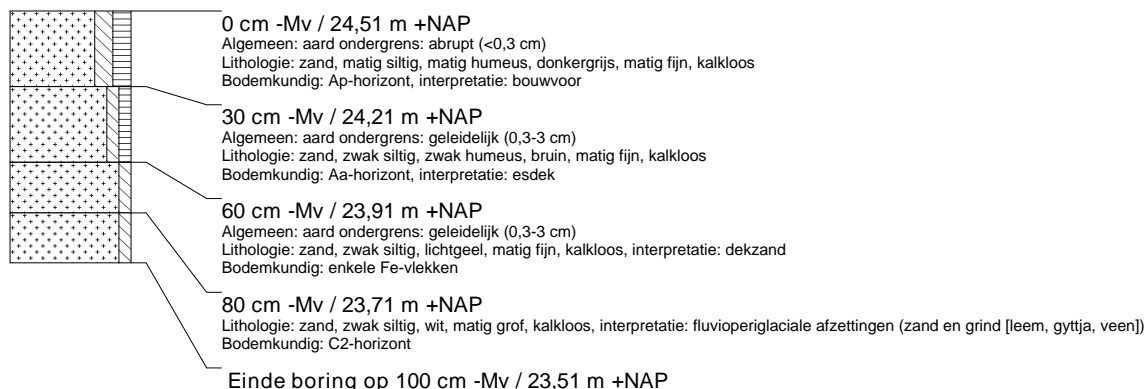 0 cm -Mv / 24,51 m +NAP
Algemeen: aard ondergrens: abrupt (<0,3 cm)
Lithologie: zand, matig siltig, matig humeus, donkergrijs, matig fijn, kalkloos
Bodemkundig: Ap-horizont, interpretatie: bouwvoor
30 cm -Mv / 24,21 m +NAP
Algemeen: aard ondergrens: geleidelijk (0,3-3 cm)
Lithologie: zand, zwak siltig, zwak humeus, bruin, matig fijn, kalkloos
Bodemkundig: Aa-horizont, interpretatie: esdek
60 cm -Mv / 23,91 m +NAP
Algemeen: aard ondergrens: geleidelijk (0,3-3 cm)
Lithologie: zand, zwak siltig, lichtgeel, matig fijn, kalkloos, interpretatie: dekzand
Bodemkundig: enkele Fe-vlekken
80 cm -Mv / 23,71 m +NAP
Lithologie: zand, zwak siltig, wit, matig grof, kalkloos, interpretatie: fluvioperiglaciale afzettingen (zand en grind [leem, gyttja, veen])
Bodemkundig: C2-horizont
Einde boring op 100 cm -Mv / 23,51 m +NAP